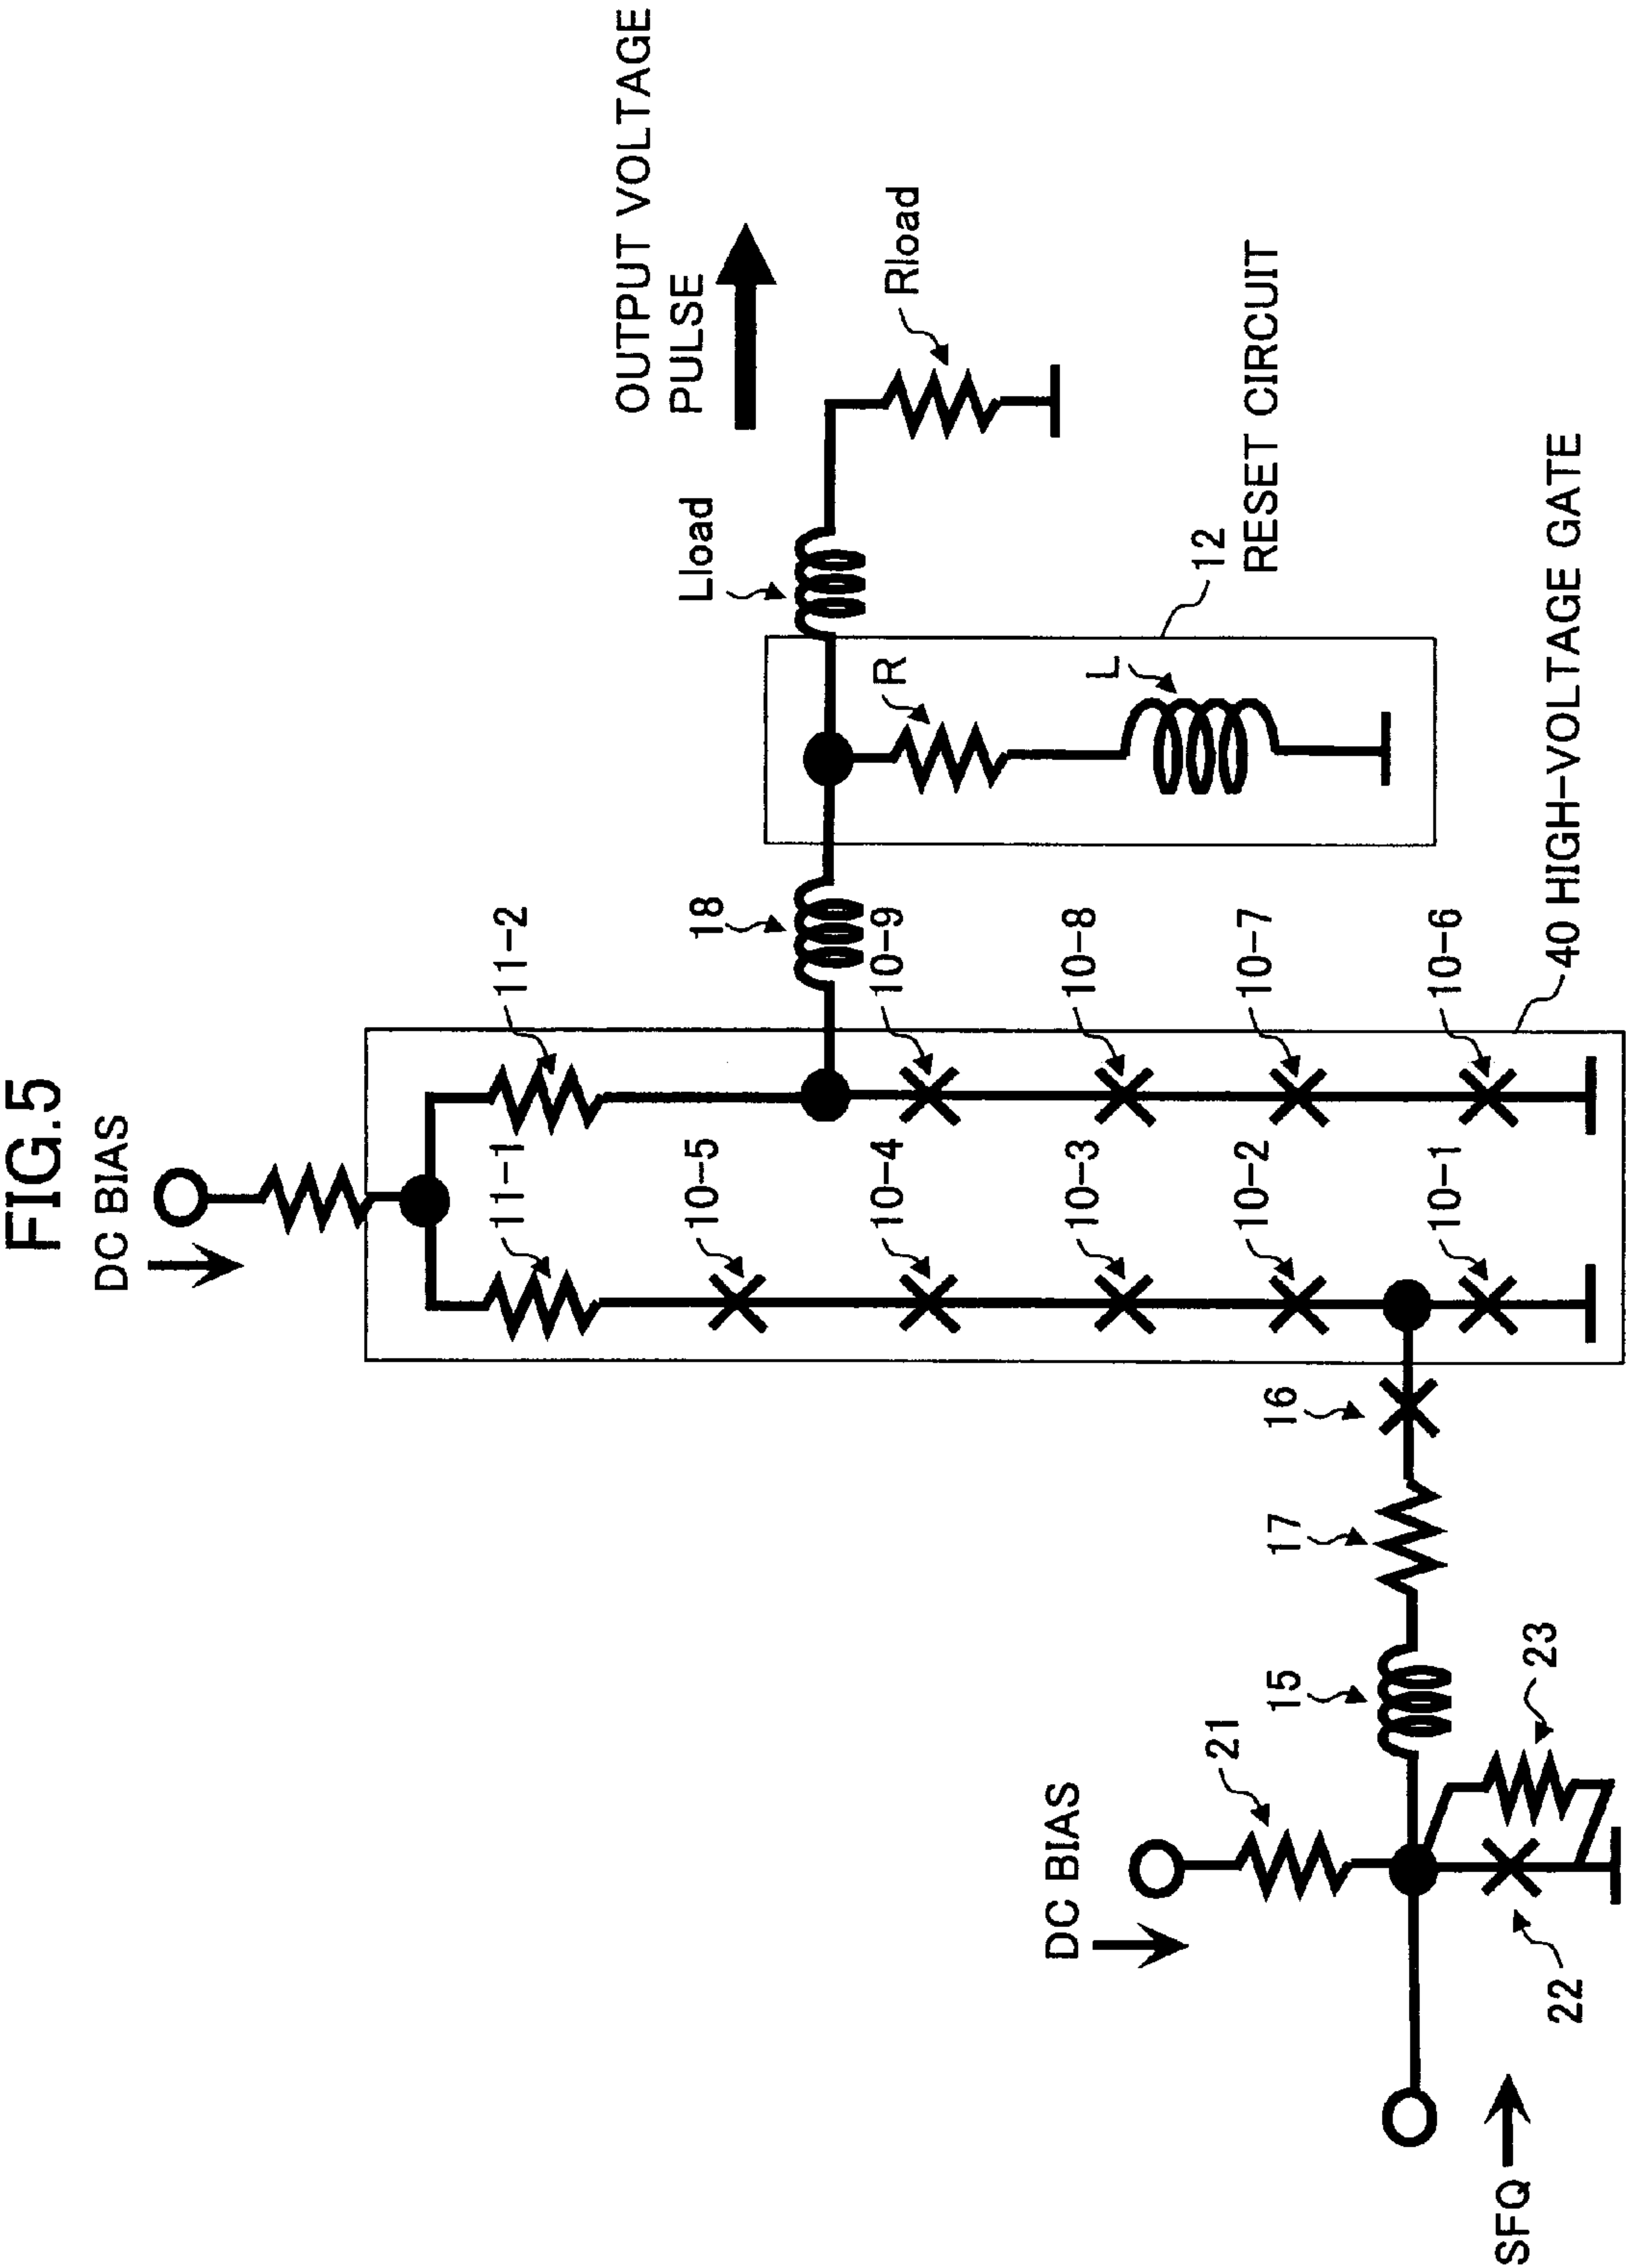 FIG.5
DC BIAS
OUTPUT VOLTAGE
PULSE
11-1
11-2
18
Lload
Rload
10-5
10-4
10-9
R
10-3
10-8
L
10-2
10-7
10-1
10-6
12
RESET CIRCUIT
40 HIGH-VOLTAGE GATE
DC BIAS
21
15
17
16
23
22
SFQ